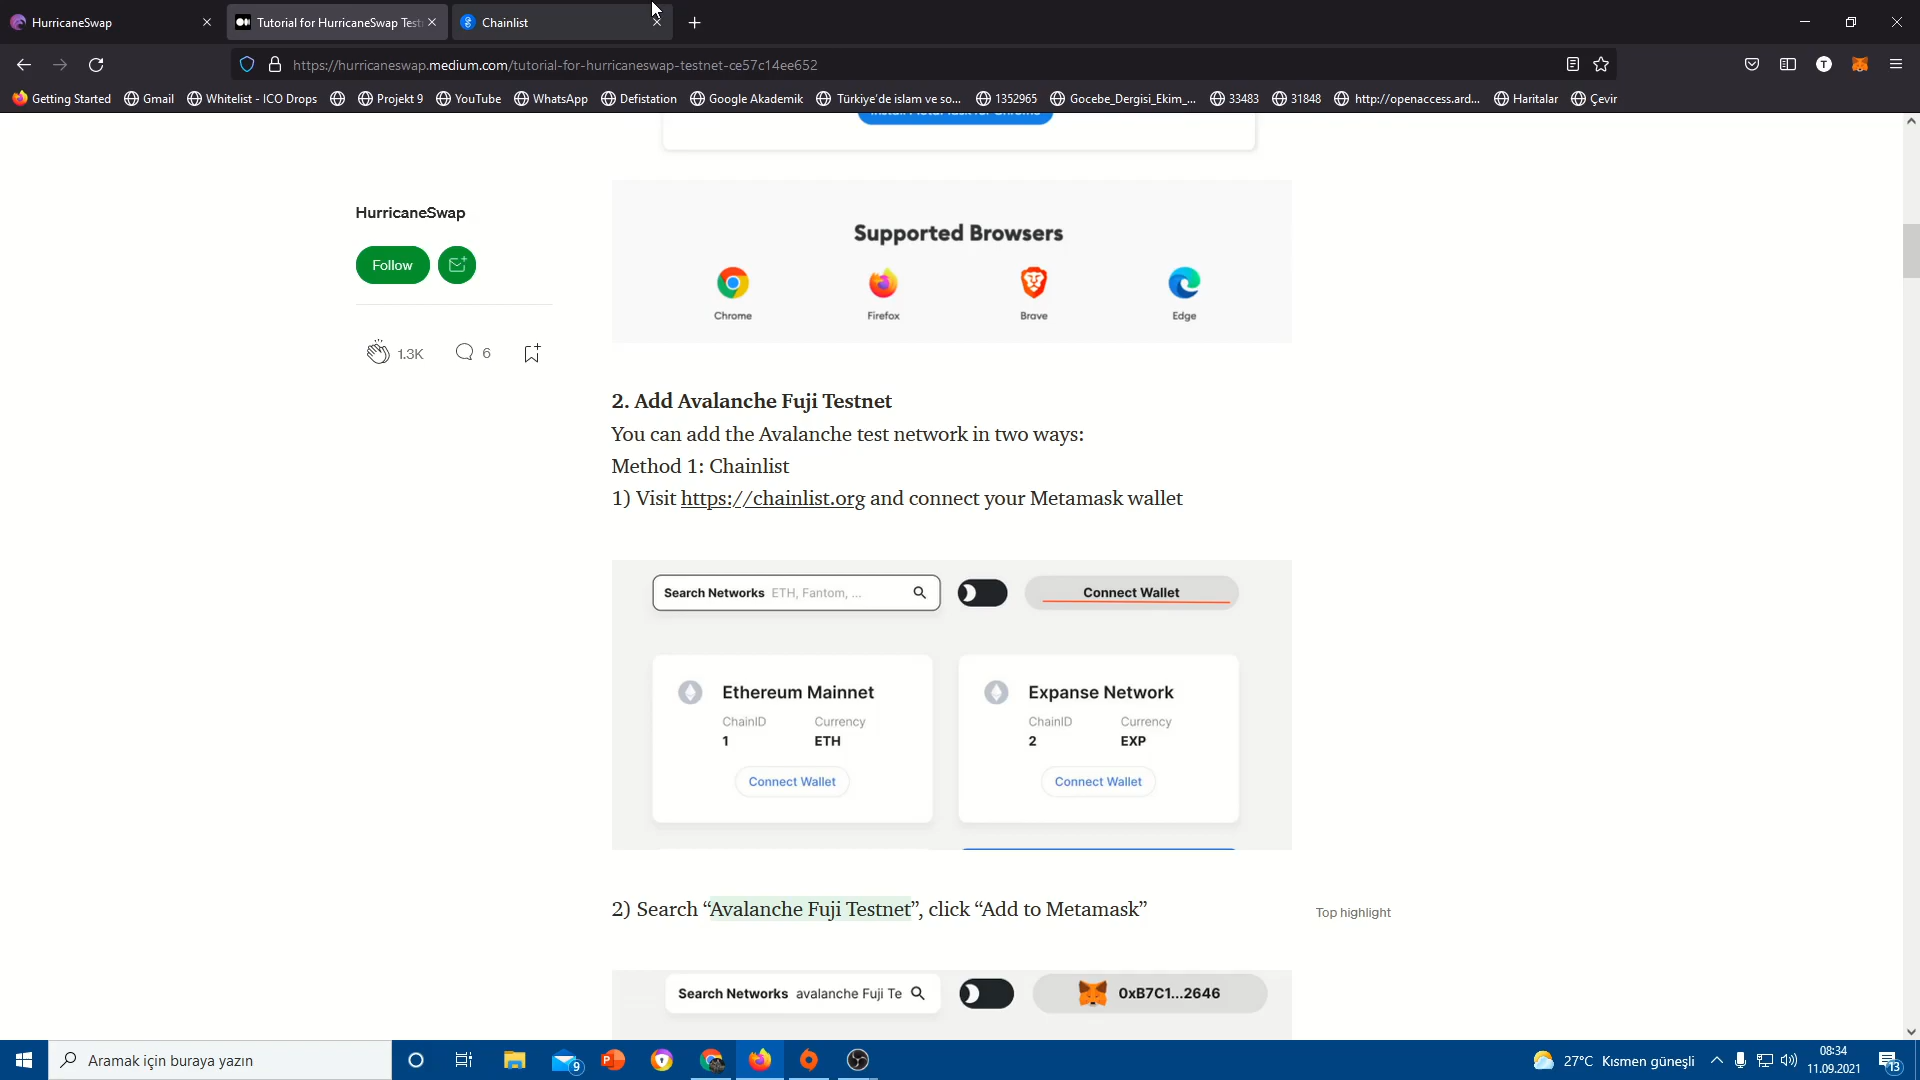 HurricaneSwap
Tutorial for HurricaneSwap Test
Chainlist
https://hurricaneswap.medium.com/tutorial-for-hurricaneswap-testnet-ce57c14ee652
Getting Started
Gmail
Whitelist - ICO Drops
Projekt 9
YouTube
WhatsApp
Defistation
Google Akademik
Türkiye'de islam ve so...
1352965
Gocebe_Dergisi_Ekim_...
33483
31848
http://openaccess.ard...
Haritalar
Çevir
HurricaneSwap
Follow
1.3K
6
Supported Browsers
Chrome
Firefox
Brave
Edge
2. Add Avalanche Fuji Testnet
You can add the Avalanche test network in two ways:
Method 1: Chainlist
1) Visit https://chainlist.org and connect your Metamask wallet
Search Networks ETH, Fantom, ...
Connect Wallet
Ethereum Mainnet
ChainID Currency
1 ETH
Connect Wallet
Expanse Network
ChainID Currency
2 EXP
Connect Wallet
2) Search “Avalanche Fuji Testnet”, click “Add to Metamask”
Top highlight
Search Networks avalanche Fuji Te
0xB7C1...2646
Aramak için buraya yazın
9
27°C Kısmen güneşli
08:34
11.09.2021
13